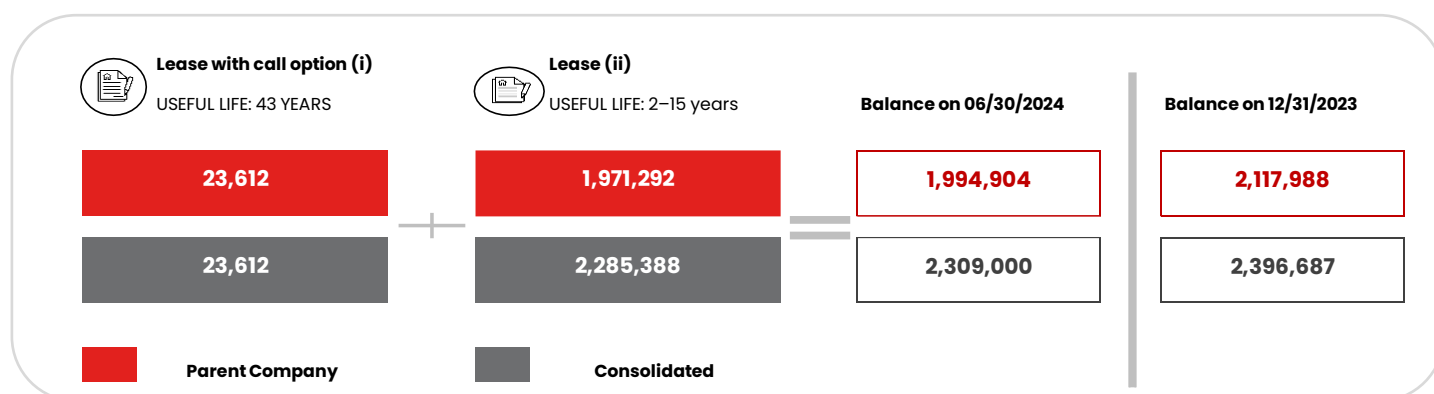 Lease with call option (i)
USEFUL LIFE: 43 YEARS
Lease (ii)
USEFUL LIFE: 2–15 years
Balance on 06/30/2024
Balance on 12/31/2023
23,612
1,971,292
1,994,904
2,117,988
23,612
2,285,388
2,309,000
2,396,687
Parent Company
Consolidated